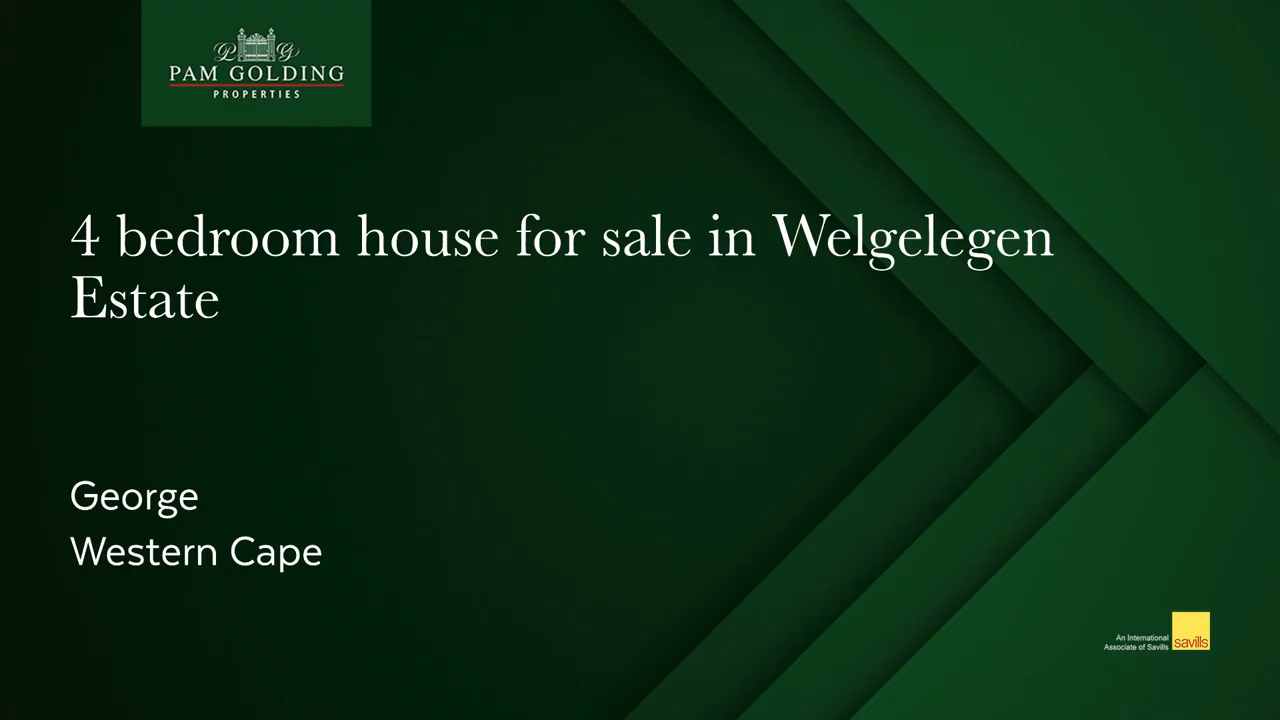 P G
PAM GOLDING
PROPERTIES
4 bedroom house for sale in Welgelegen
Estate
George
Western Cape
An International
Associate of Savills
savills